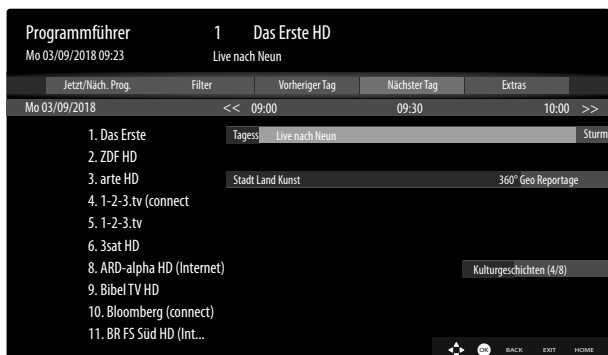 Programmführer 1 Das Erste HD
Mo 03/09/2018 09:23 Live nach Neun
Jetzt/Näch. Prog. Filter Vorheriger Tag Nächster Tag Extras
Mo 03/09/2018 << 09:00 09:30 10:00 >>
1. Das Erste Tagess Live nach Neun Sturm
2. ZDF HD
3. arte HD Stadt Land Kunst 360° Geo Reportage
4. 1-2-3.tv (connect
5. 1-2-3.tv
6. 3sat HD
8. ARD-alpha HD (Internet) Kulturgeschichten (4/8)
9. Bibel TV HD
10. Bloomberg (connect)
11. BR FS Süd HD (Int...
OK BACK EXIT HOME